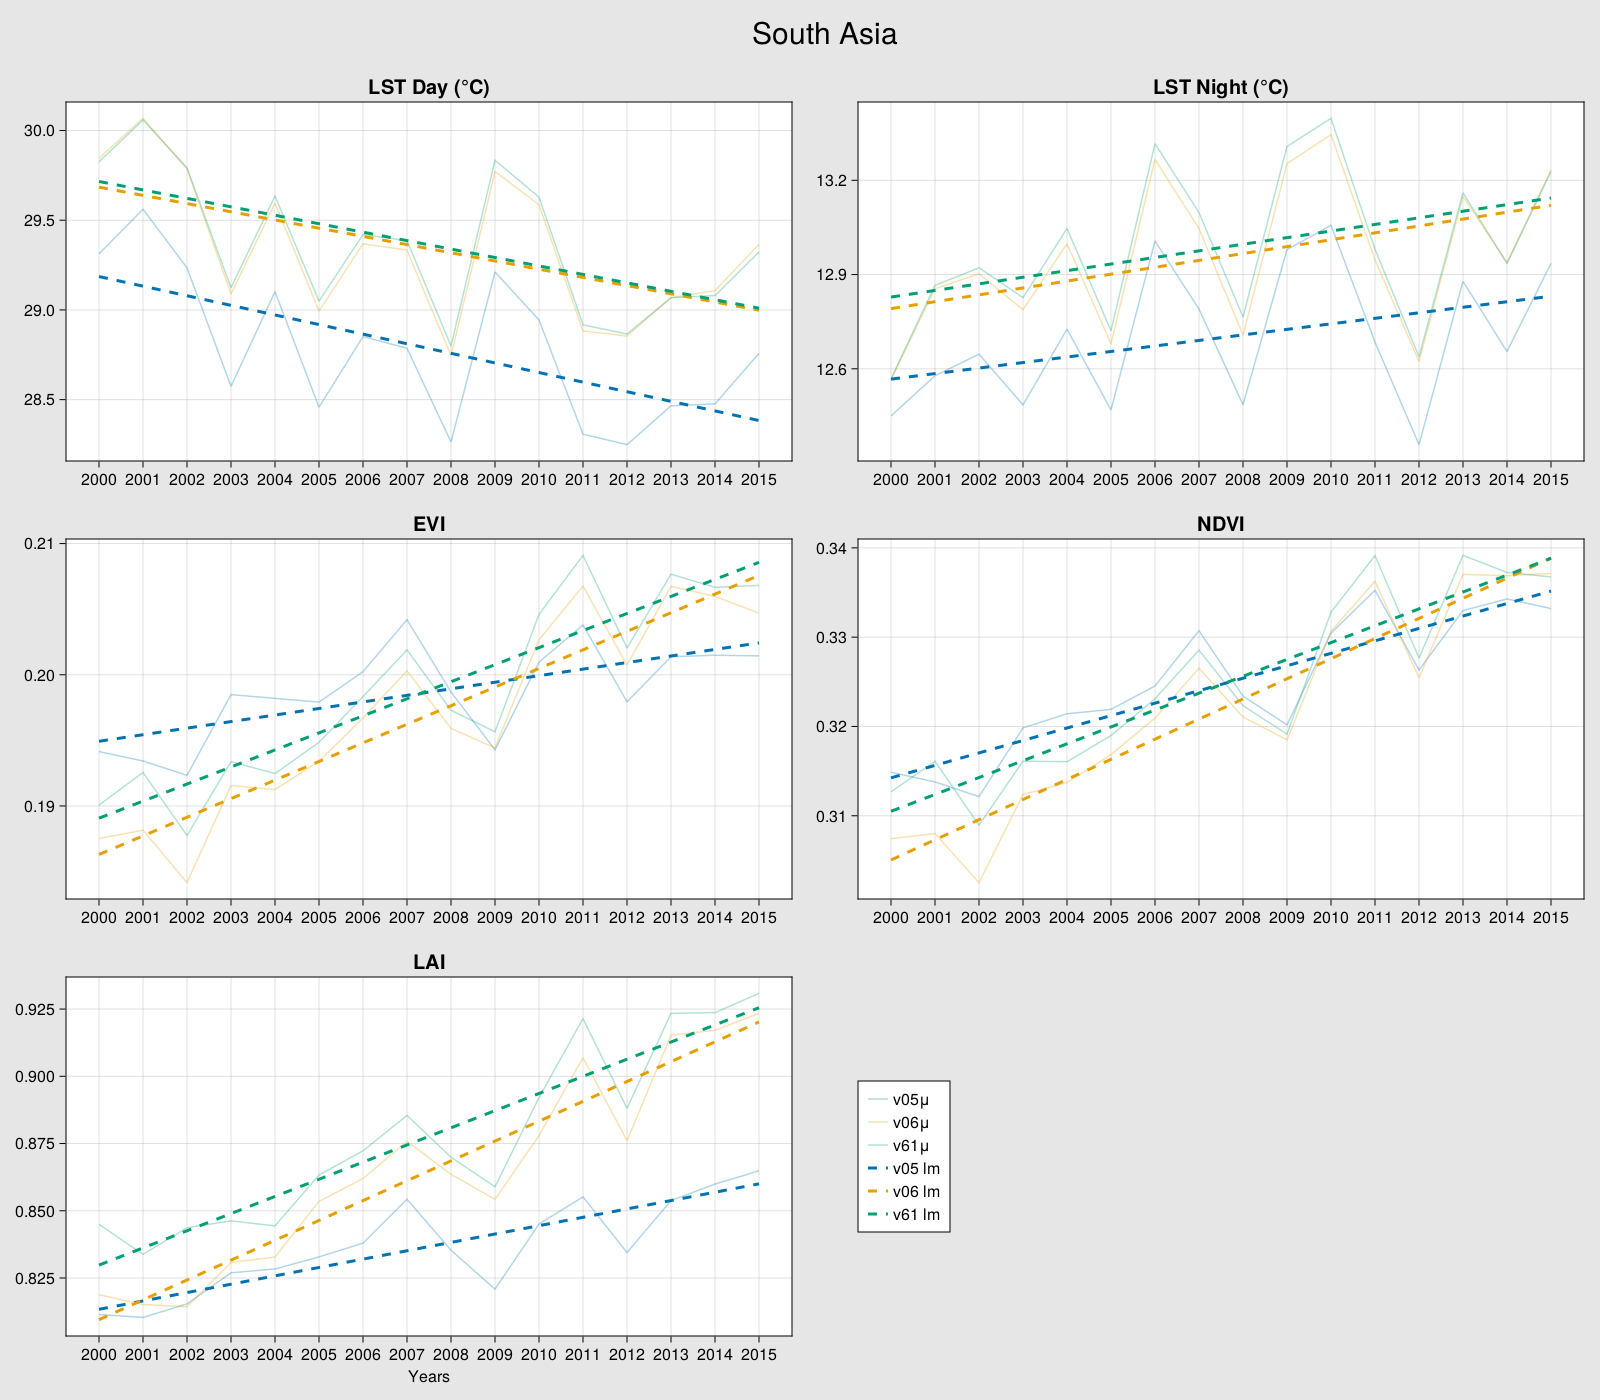 South Asia
LST Day (°C)
30.0
29.5
29.0
28.5
2000 2001 2002 2003 2004 2005 2006 2007 2008 2009 2010 2011 2012 2013 2014 2015
LST Night (°C)
13.2
12.9
12.6
2000 2001 2002 2003 2004 2005 2006 2007 2008 2009 2010 2011 2012 2013 2014 2015
EVI
0.21
0.20
0.19
2000 2001 2002 2003 2004 2005 2006 2007 2008 2009 2010 2011 2012 2013 2014 2015
NDVI
0.34
0.33
0.32
0.31
2000 2001 2002 2003 2004 2005 2006 2007 2008 2009 2010 2011 2012 2013 2014 2015
LAI
0.925
0.900
0.875
0.850
0.825
2000 2001 2002 2003 2004 2005 2006 2007 2008 2009 2010 2011 2012 2013 2014 2015
Years
v05μ
v06μ
v61μ
v05 lm
v06 lm
v61 lm